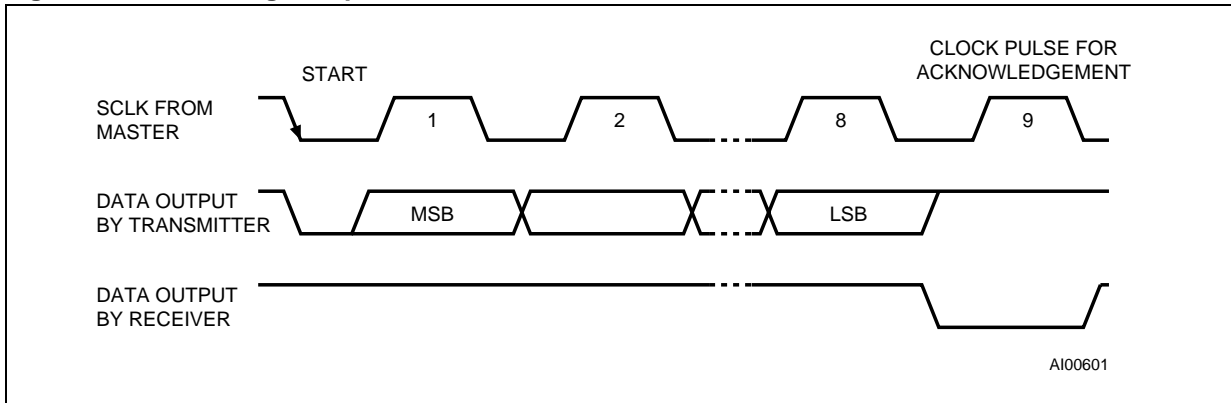 START
CLOCK PULSE FOR
ACKNOWLEDGEMENT
SCLK FROM
MASTER
1
2
8
9
DATA OUTPUT
BY TRANSMITTER
MSB
LSB
DATA OUTPUT
BY RECEIVER
AI00601